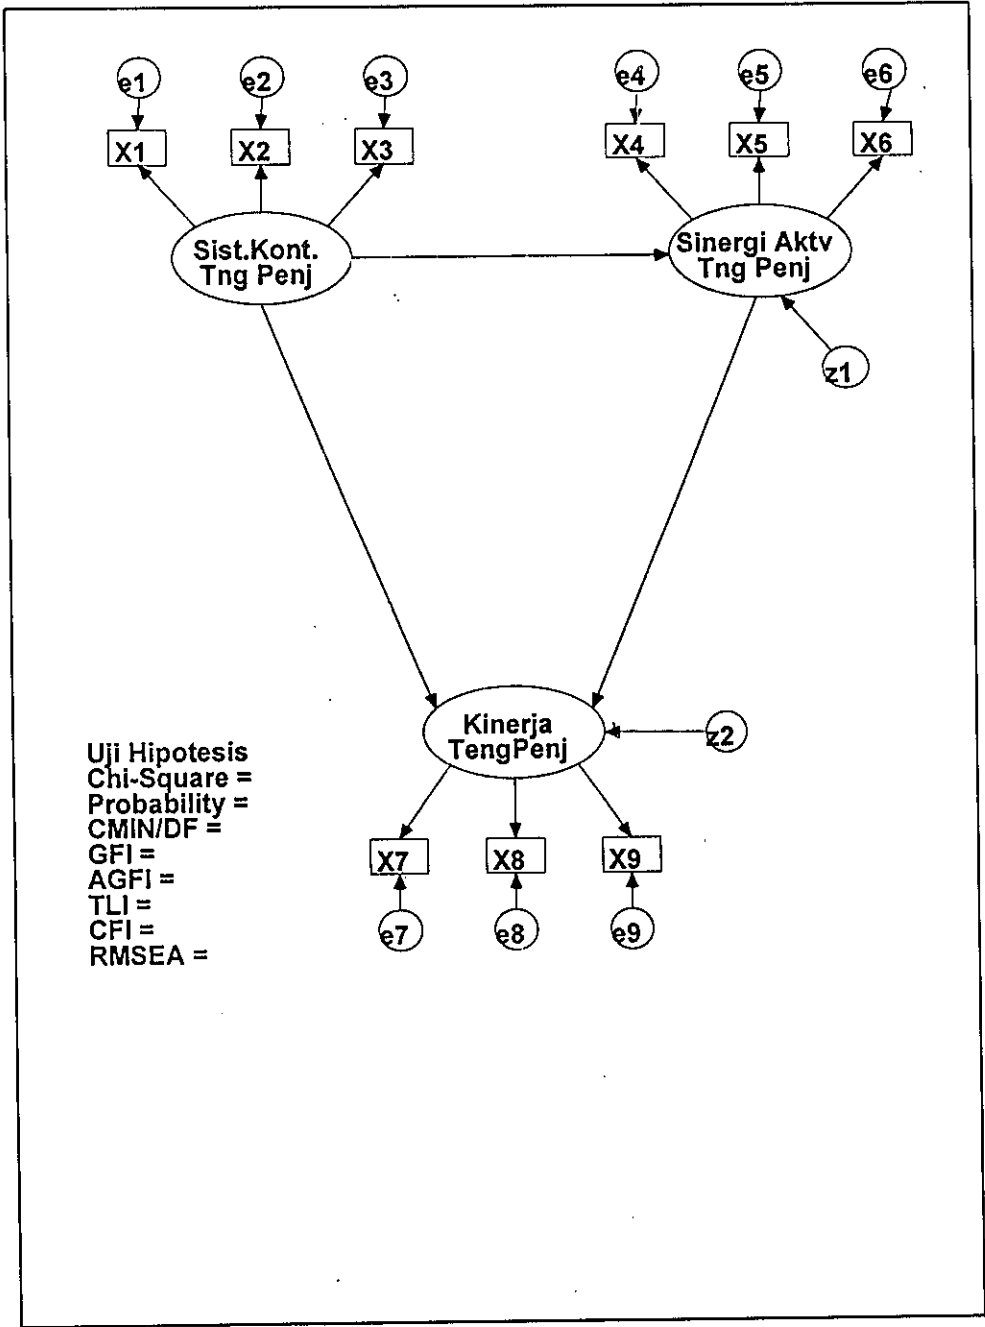 e1
e2
e3
e4
e5
e6
X1
X2
X3
X4
X5
X6
Sist.Kont.
Tng Penj
Sinergi Aktv
Tng Penj
z1
Kinerja
TengPenj
z2
Uji Hipotesis
Chi-Square =
Probability =
CMIN/DF =
GFI =
AGFI =
TLI =
CFI =
RMSEA =
X7
X8
X9
e7
e8
e9